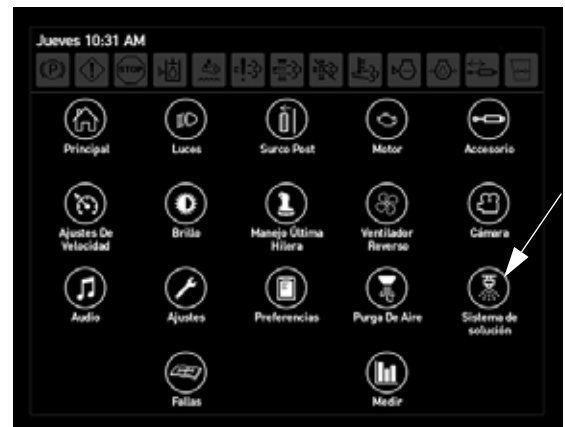 Jueves 10:31 AM
(P) STOP
Principal Luces Surco Post Motor Accesorio
Ajustes De Velocidad Brillo Manejo Última Hilera Ventilador Reverso Cámara
Audio Ajustes Preferencias Purga De Aire Sistema de solución
Fallas Medir